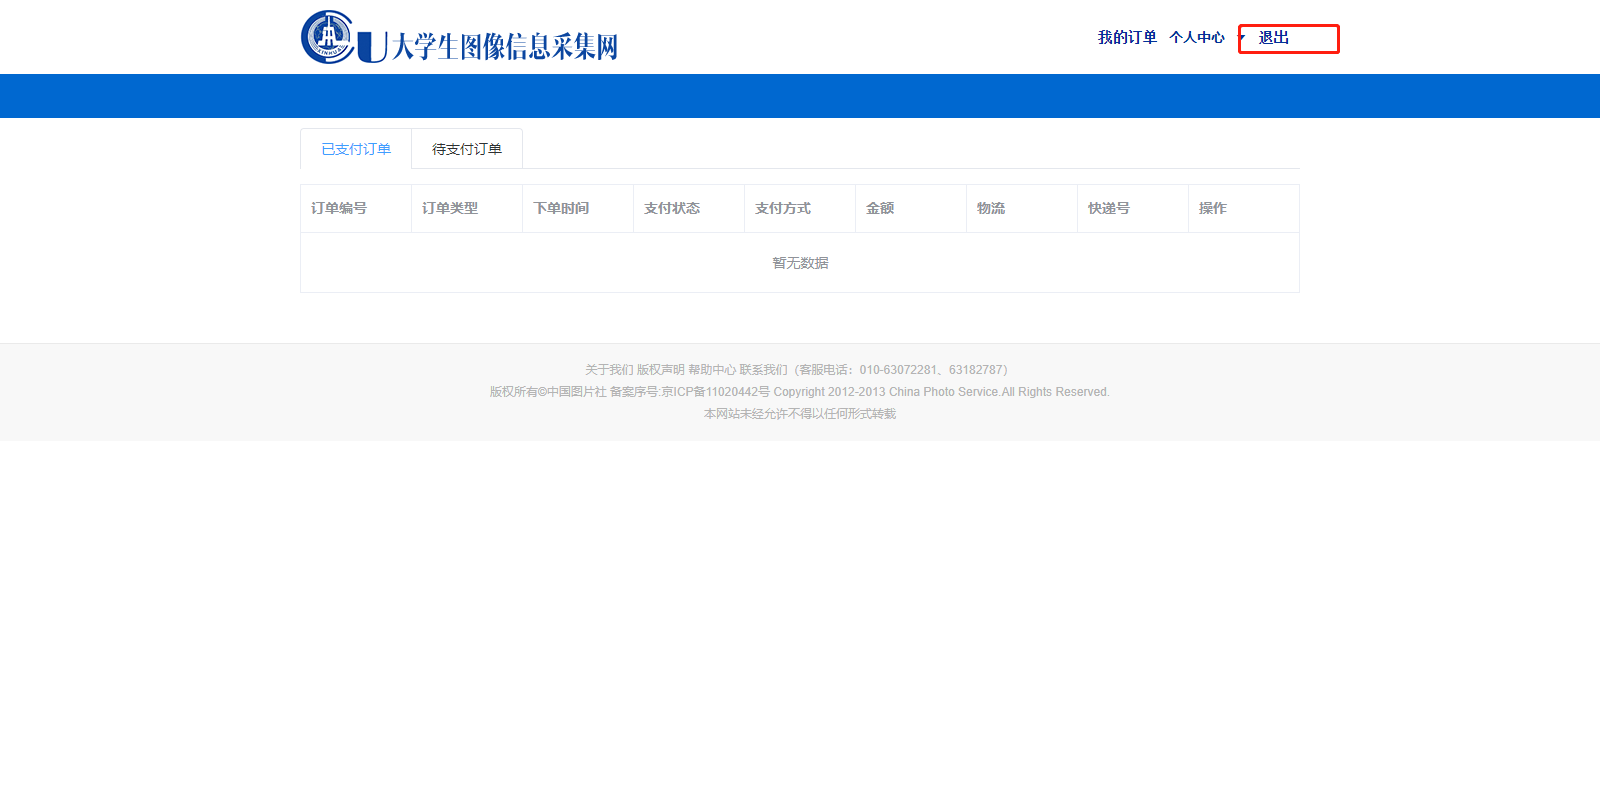 XINHUA
U大学生图像信息采集网
我的订单 个人中心 退出
已支付订单 待支付订单
订单编号 订单类型 下单时间 支付状态 支付方式 金额 物流 快递号 操作
暂无数据
关于我们 版权声明 帮助中心 联系我们（客服电话：010-63072281、63182787）
版权所有©中国图片社 备案序号:京ICP备11020442号 Copyright 2012-2013 China Photo Service.All Rights Reserved.
本网站未经允许不得以任何形式转载